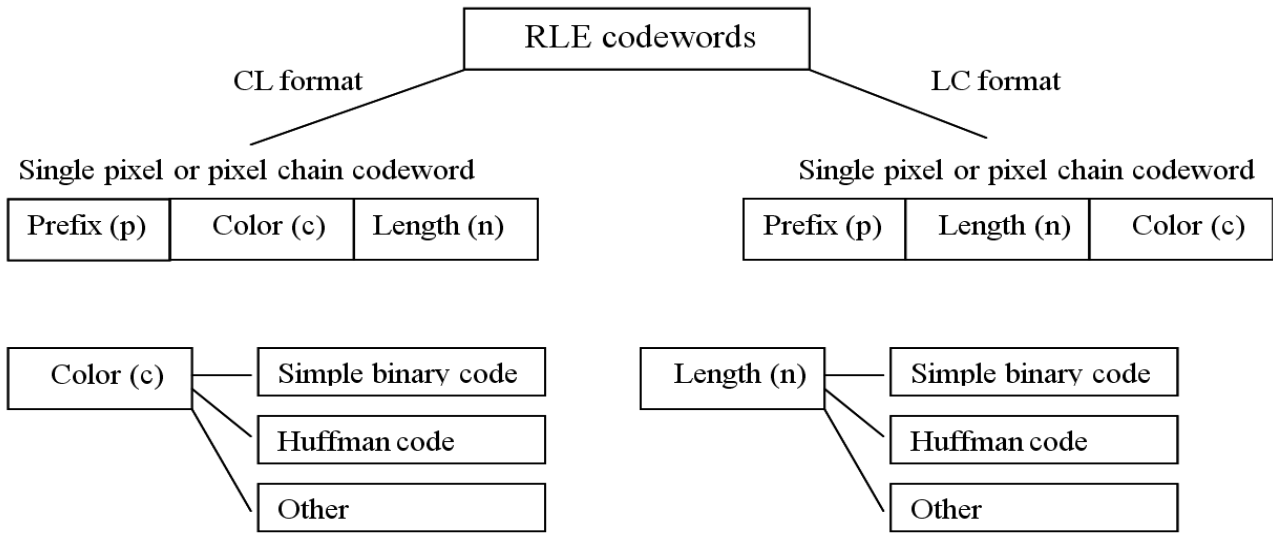 RLE codewords
CL format
LC format
Single pixel or pixel chain codeword
Single pixel or pixel chain codeword
Prefix (p) Color (c) Length (n)
Prefix (p) Length (n) Color (c)
Color (c)
Simple binary code
Huffman code
Other
Length (n)
Simple binary code
Huffman code
Other